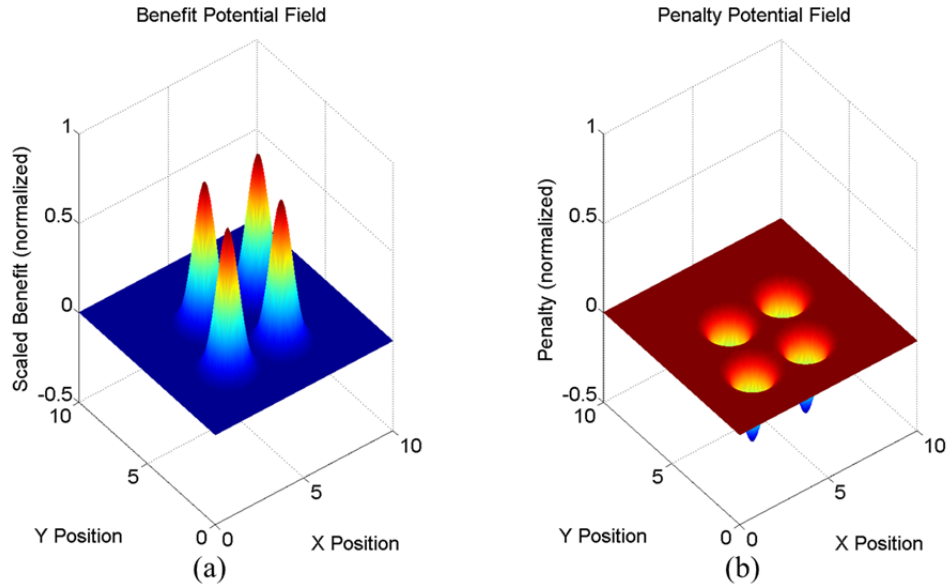 Benefit Potential Field
1
0.5
0
-0.5
10
5
0
0
5
10
Scaled Benefit (normalized)
Y Position
X Position
(a)
Penalty Potential Field
1
0.5
0
-0.5
10
5
0
0
5
10
Penalty (normalized)
Y Position
X Position
(b)